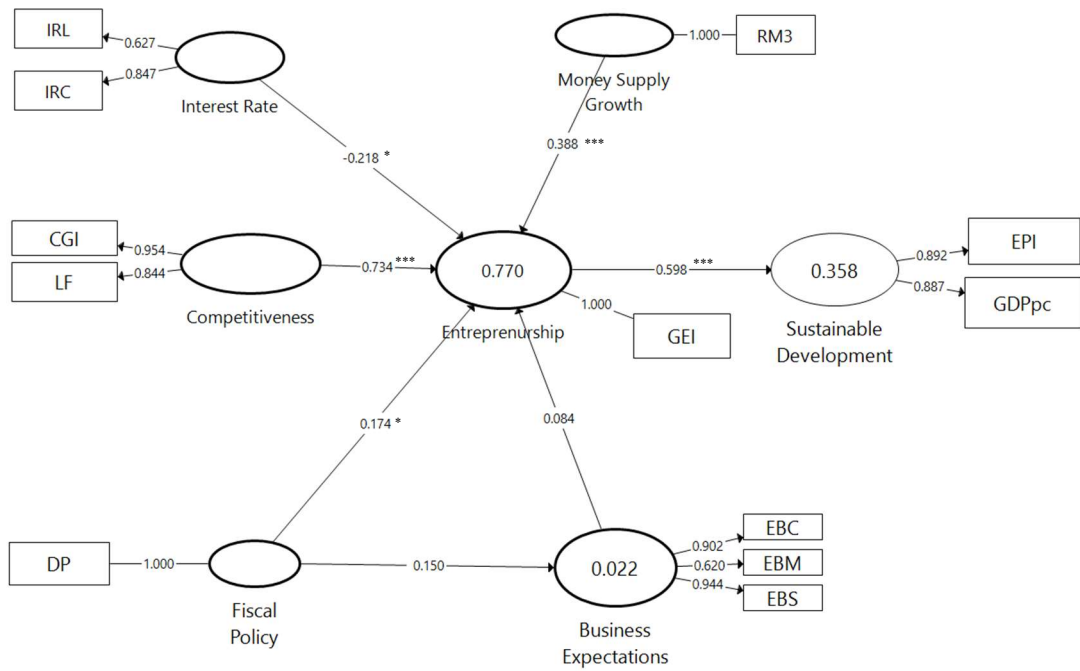 IRL
0.627
IRC
0.847
Interest Rate
1.000
RM3
Money Supply
Growth
-0.218 *
0.388 ***
CGI
0.954
LF
0.844
Competitiveness
0.734 ***
0.770
Entreprenurship
1.000
GEI
0.598 ***
0.358
Sustainable
Development
0.892
EPI
0.887
GDPpc
0.174 *
0.084
DP
1.000
Fiscal
Policy
0.150
0.022
Business
Expectations
0.902
EBC
0.620
EBM
0.944
EBS